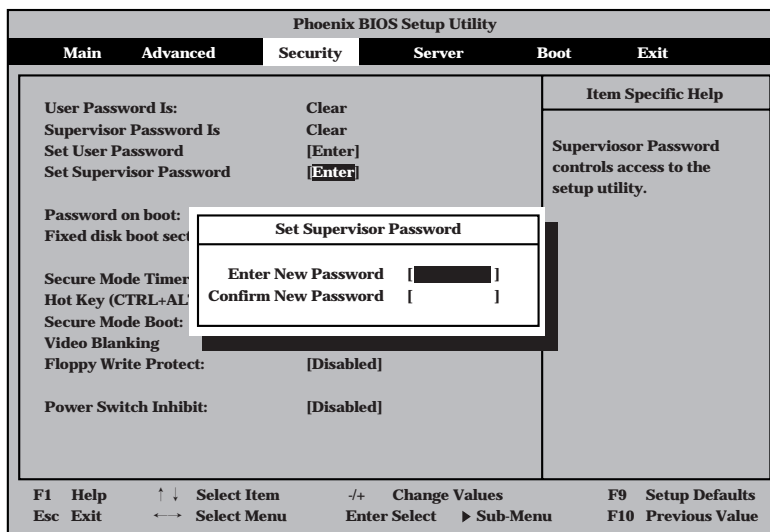 Phoenix BIOS Setup Utility
Main Advanced Security Server Boot Exit
User Password Is: Clear
Supervisor Password Is Clear
Set User Password [Enter]
Set Supervisor Password [Enter]
Password on boot:
Fixed disk boot sect
Secure Mode Timer
Hot Key (CTRL+AL
Secure Mode Boot:
Video Blanking
Floppy Write Protect: [Disabled]
Power Switch Inhibit: [Disabled]
Set Supervisor Password
Enter New Password [ ]
Confirm New Password [ ]
Item Specific Help
Superviosor Password
controls access to the
setup utility.
F1 Help ↑↓ Select Item -/+ Change Values F9 Setup Defaults
Esc Exit ←→ Select Menu Enter Select ▶ Sub-Menu F10 Previous Value